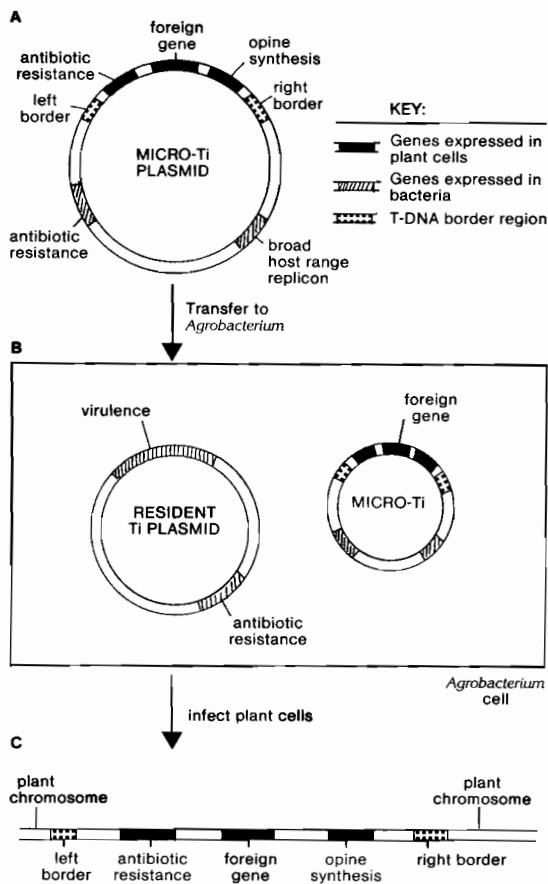 A
foreign
gene
antibiotic
resistance
opine
synthesis
left
border
right
border
MICRO-Ti
PLASMID
antibiotic
resistance
broad
host range
replicon
KEY:
Genes expressed in
plant cells
Genes expressed in
bacteria
T-DNA border region
Transfer to
Agrobacterium
B
virulence
foreign
gene
RESIDENT
Ti PLASMID
MICRO-Ti
antibiotic
resistance
Agrobacterium
cell
infect plant cells
C
plant
chromosome
plant
chromosome
left
border
antibiotic
resistance
foreign
gene
opine
synthesis
right border